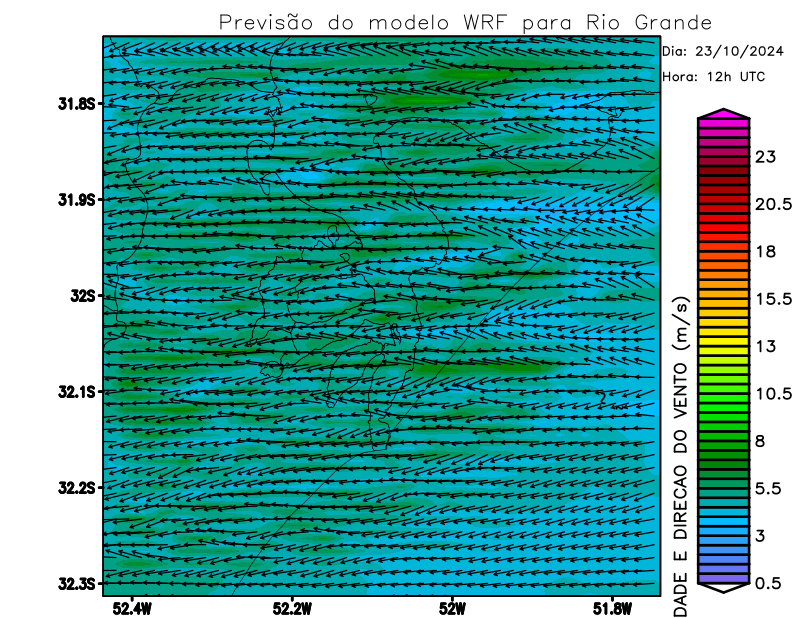 Previsão do modelo WRF para Rio Grande
Dia: 23/10/2024
Hora: 12h UTC
31.8S
31.9S
32S
32.1S
32.2S
32.3S
52.4W
52.2W
52W
51.8W
DADE E DIRECAO DO VENTO (m/s)
23
20.5
18
15.5
13
10.5
8
5.5
3
0.5